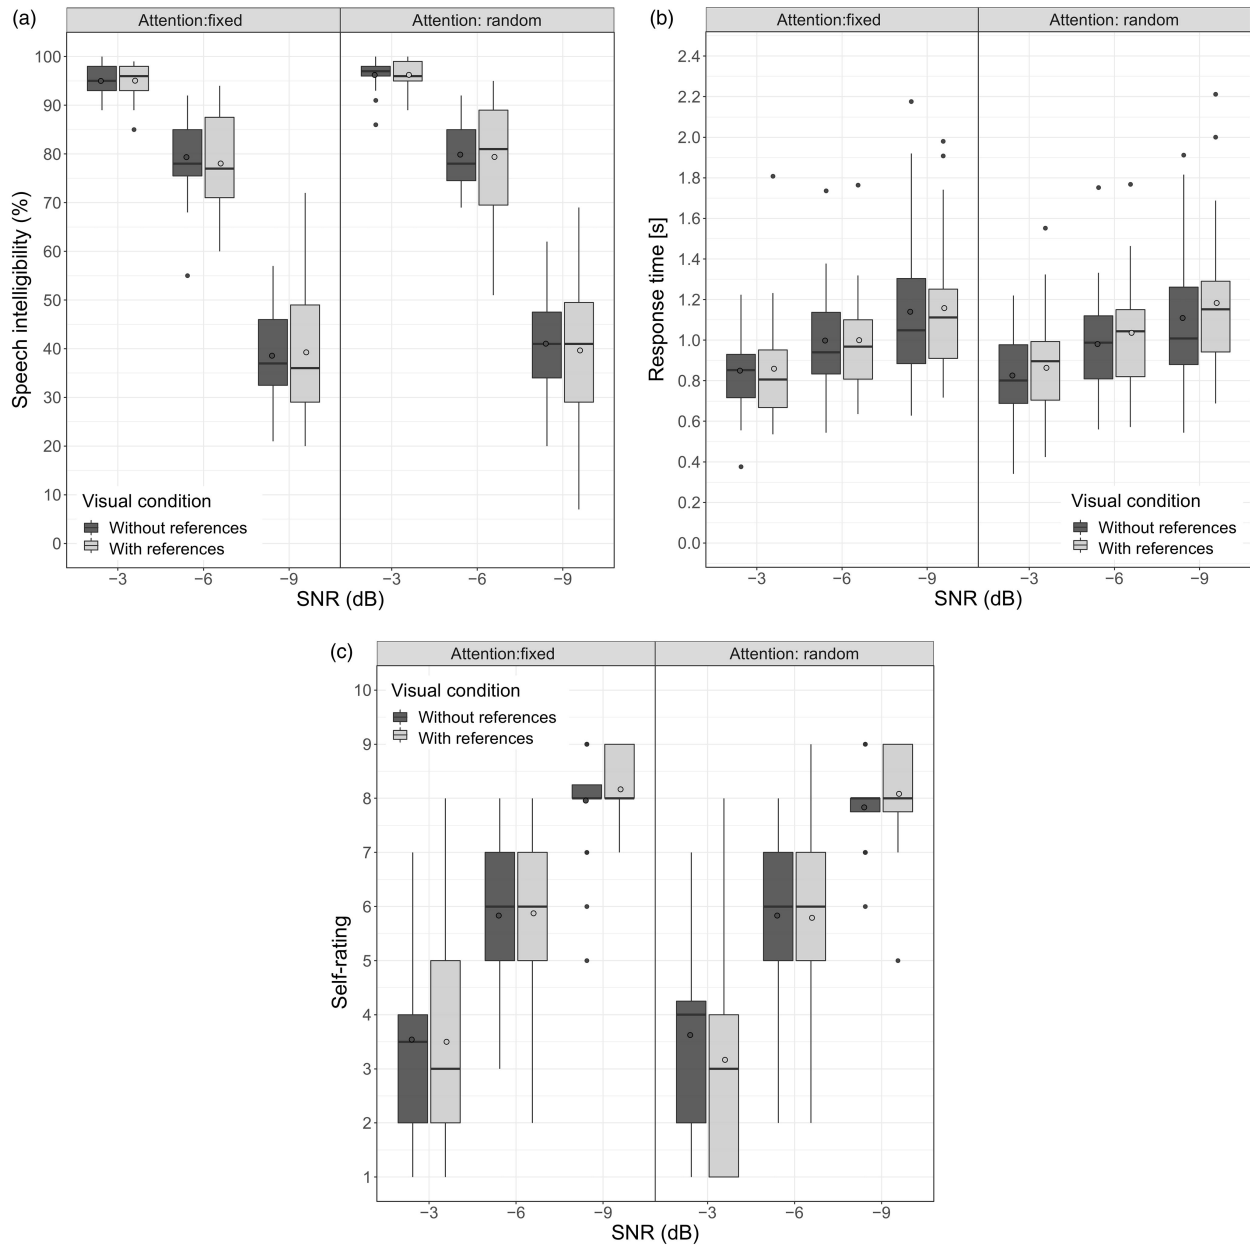 (a)
Attention:fixed
Attention: random
Speech intelligibility (%)
100
90
80
70
60
50
40
30
20
10
0
Visual condition
Without references
With references
−3
−6
−9
−3
−6
−9
SNR (dB)
(b)
Attention:fixed
Attention: random
Response time [s]
2.4
2.2
2.0
1.8
1.6
1.4
1.2
1.0
0.8
0.6
0.4
0.2
0.0
Visual condition
Without references
With references
−3
−6
−9
−3
−6
−9
SNR (dB)
(c)
Attention:fixed
Attention: random
Visual condition
Without references
With references
Self-rating
10
9
8
7
6
5
4
3
2
1
−3
−6
−9
−3
−6
−9
SNR (dB)